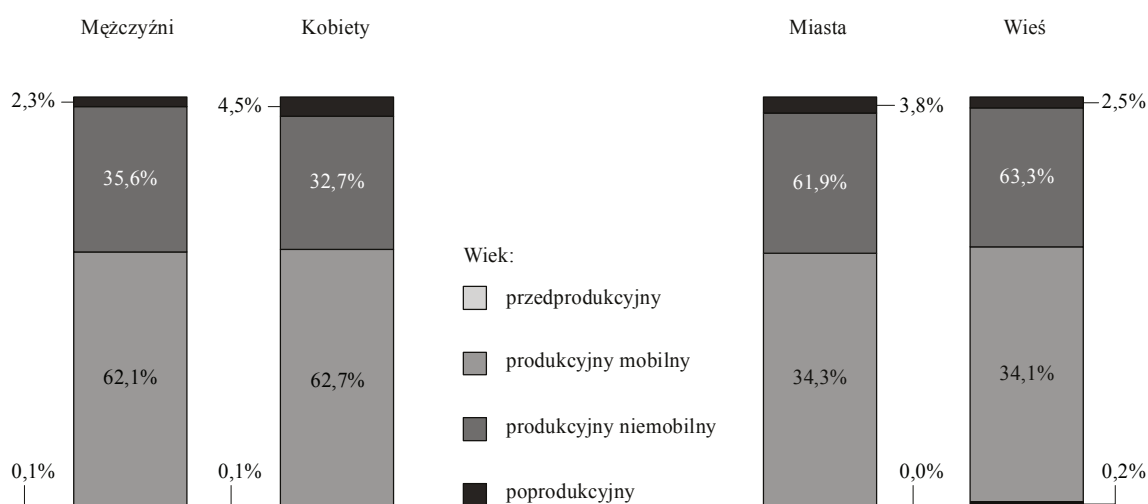 Mężczyźni
Kobiety
Miasta
Wieś
2,3%
4,5%
3,8%
2,5%
35,6%
32,7%
61,9%
63,3%
Wiek:
przedprodukcyjny
produkcyjny mobilny
produkcyjny niemobilny
poprodukcyjny
62,1%
62,7%
34,3%
34,1%
0,1%
0,1%
0,0%
0,2%